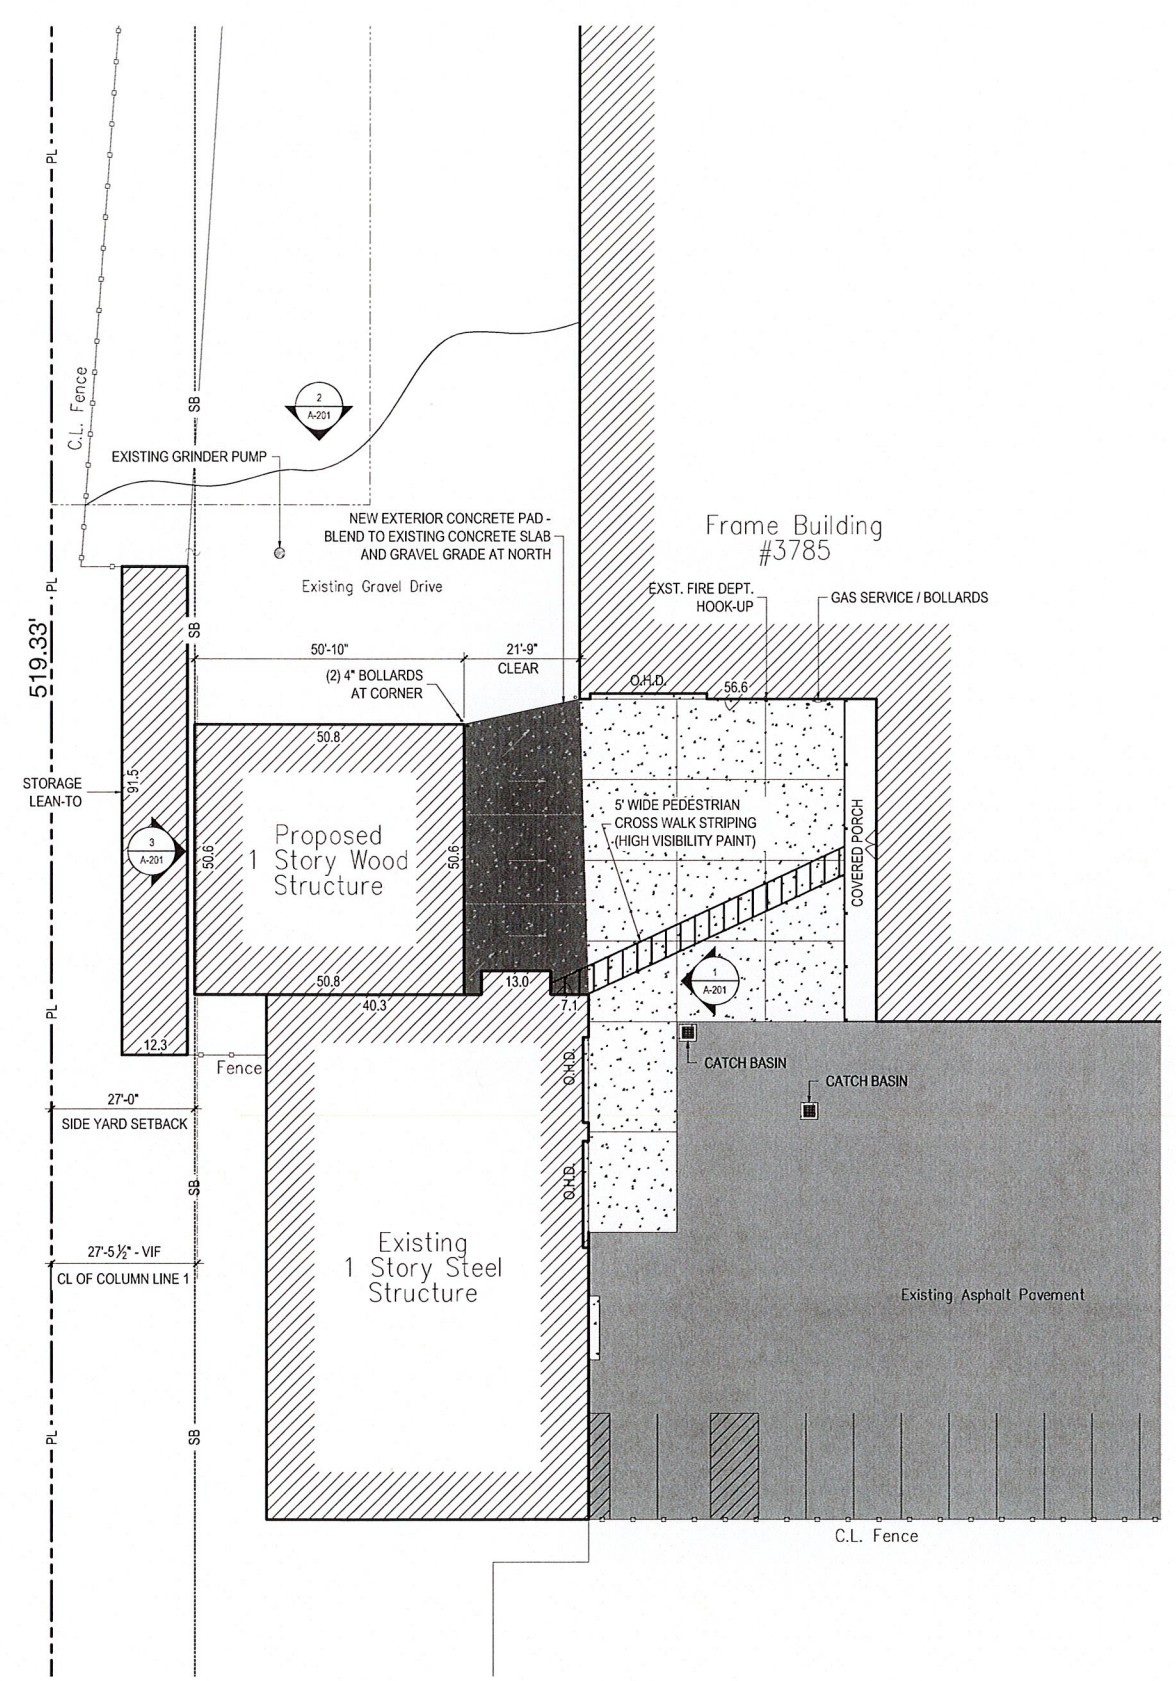 PL
C.L. Fence
SB
2
A-201
EXISTING GRINDER PUMP
NEW EXTERIOR CONCRETE PAD -
BLEND TO EXISTING CONCRETE SLAB
AND GRAVEL GRADE AT NORTH
Existing Gravel Drive
Frame Building
#3785
EXST. FIRE DEPT.
HOOK-UP
GAS SERVICE / BOLLARDS
PL
519.33'
SB
50'-10"
21'-9"
CLEAR
(2) 4" BOLLARDS
AT CORNER
O.H.D.
56.6
50.8
STORAGE
LEAN-TO
91.5
3
A-201
50.6
Proposed
1 Story Wood
Structure
50.6
5' WIDE PEDESTRIAN
CROSS WALK STRIPING
(HIGH VISIBILITY PAINT)
COVERED PORCH
50.8
40.3
13.0
7.1
1
A-201
PL
12.3
Fence
O.H.D.
CATCH BASIN
CATCH BASIN
27'-0"
SIDE YARD SETBACK
SB
O.H.D.
27'-5 ½" - VIF
CL OF COLUMN LINE 1
Existing
1 Story Steel
Structure
Existing Asphalt Pavement
PL
SB
C.L. Fence